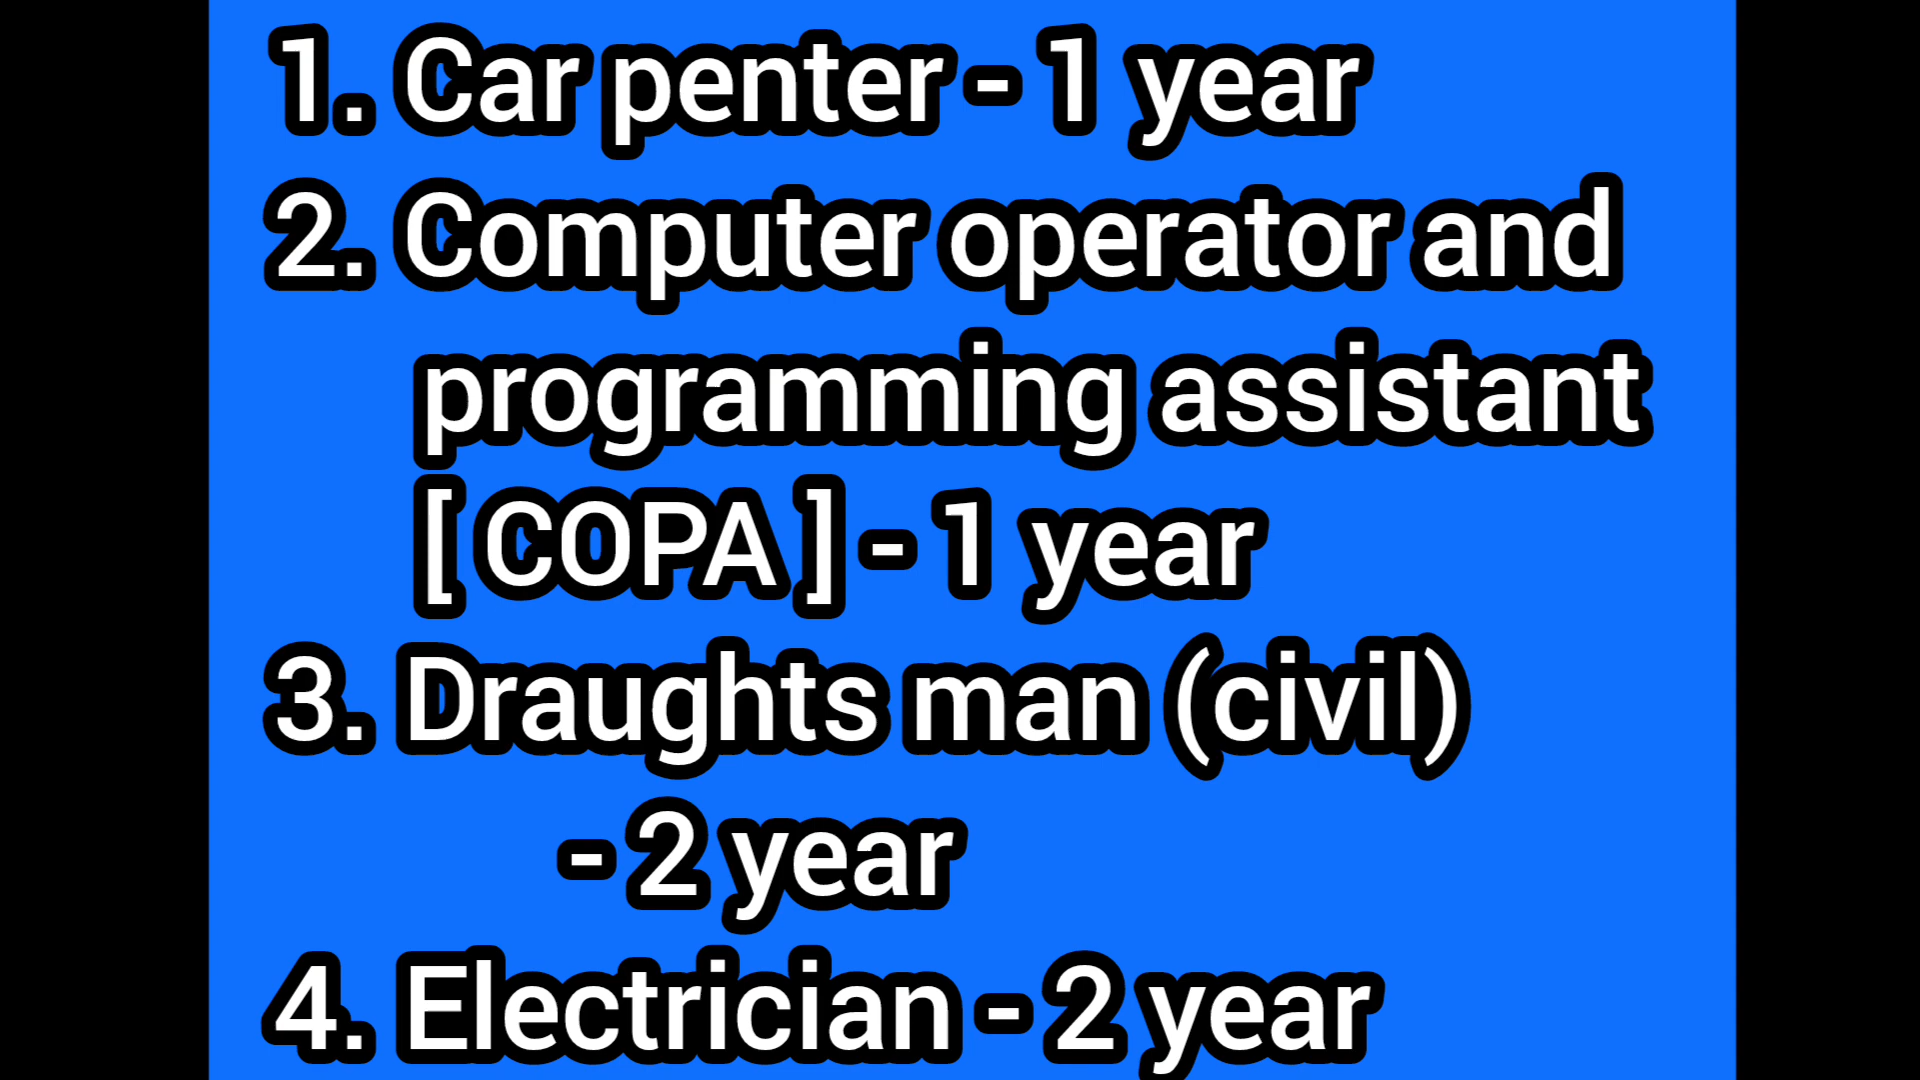 1. Car penter - 1 year
2. Computer operator and
programming assistant
[ COPA ] - 1 year
3. Draughts man (civil)
- 2 year
4. Electrician - 2 year